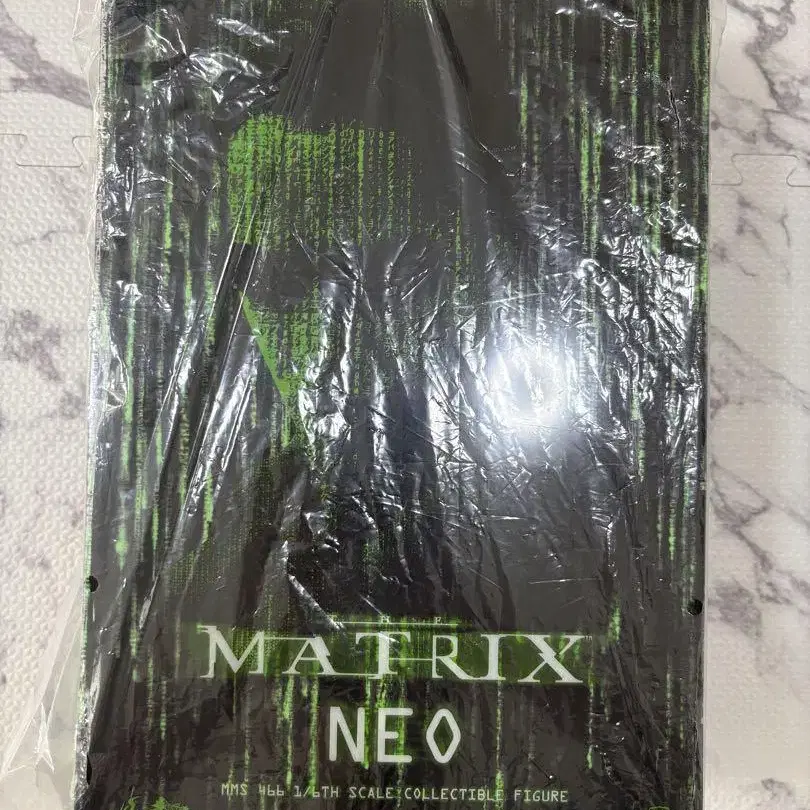 THE
MATRIX
NEO
MMS 466 1/6TH SCALE COLLECTIBLE FIGURE